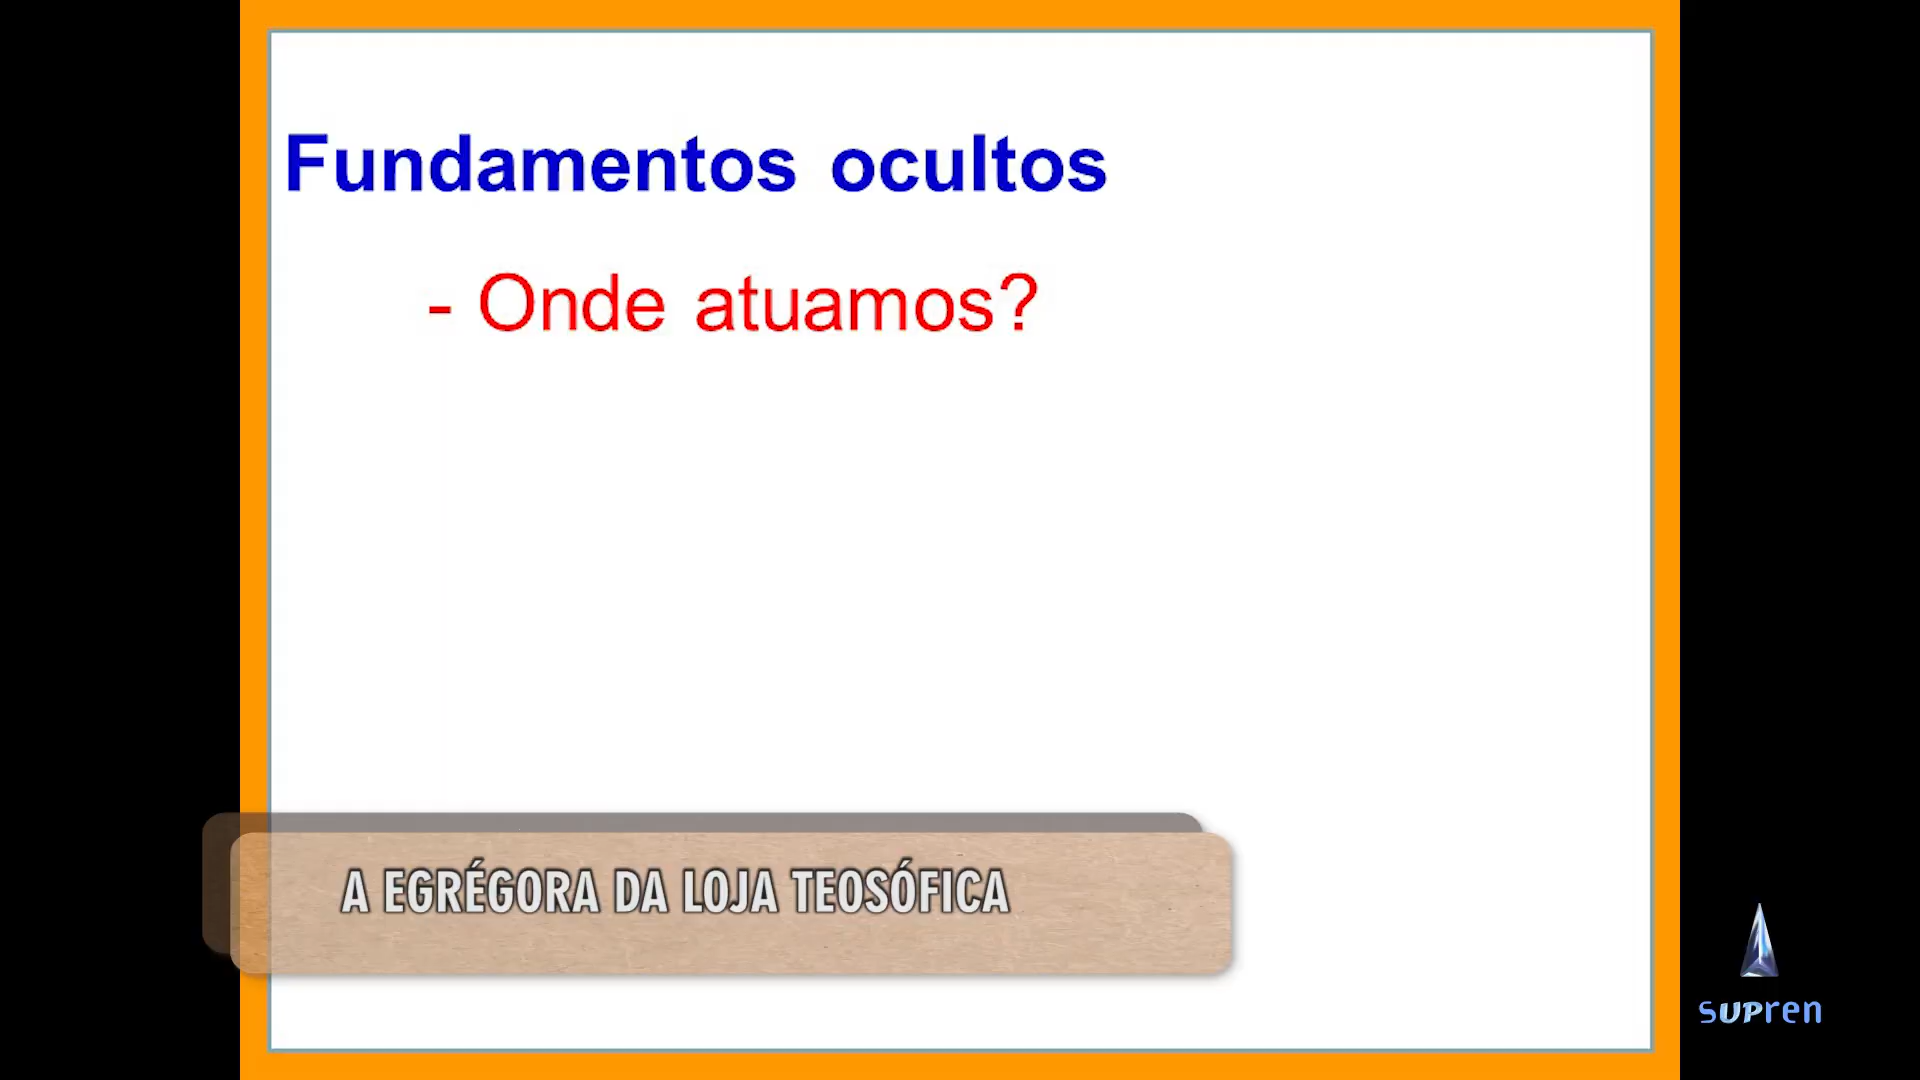 Fundamentos ocultos
- Onde atuamos?
A EGRÉGORA DA LOJA TEOSÓFICA
supren